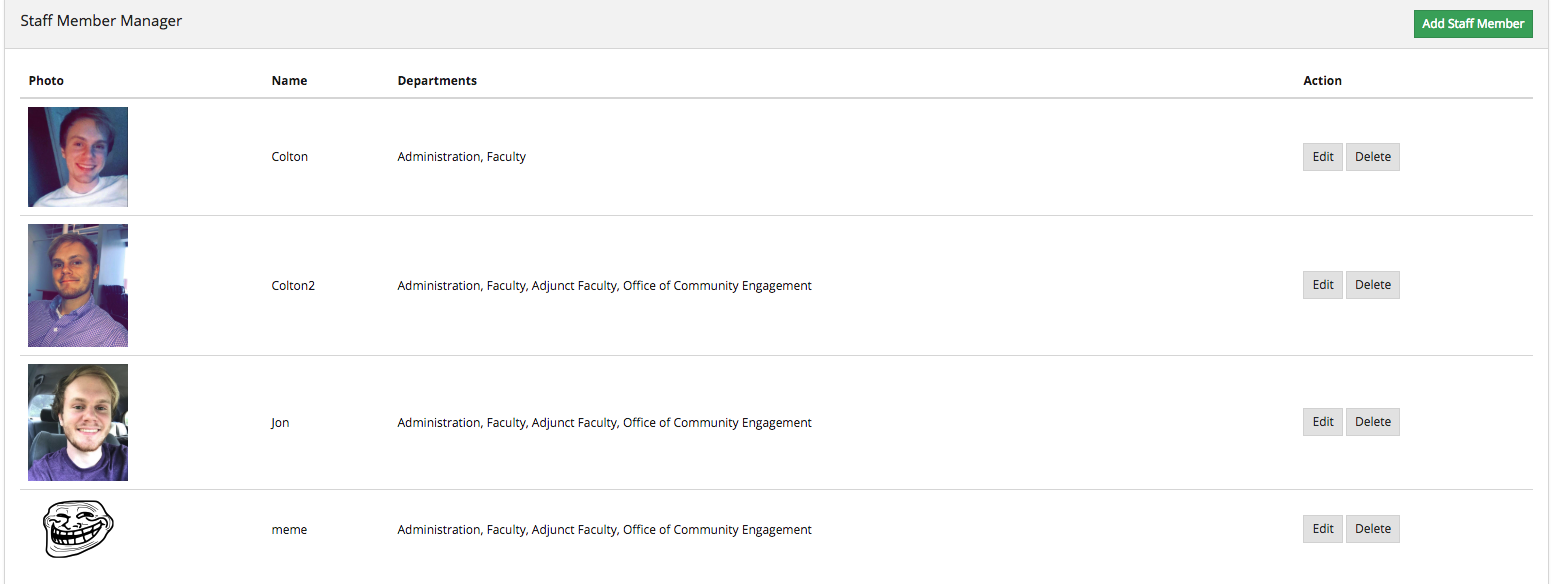 Staff Member Manager
Add Staff Member
Photo Name Departments Action
Colton Administration, Faculty Edit Delete
Colton2 Administration, Faculty, Adjunct Faculty, Office of Community Engagement Edit Delete
Jon Administration, Faculty, Adjunct Faculty, Office of Community Engagement Edit Delete
meme Administration, Faculty, Adjunct Faculty, Office of Community Engagement Edit Delete